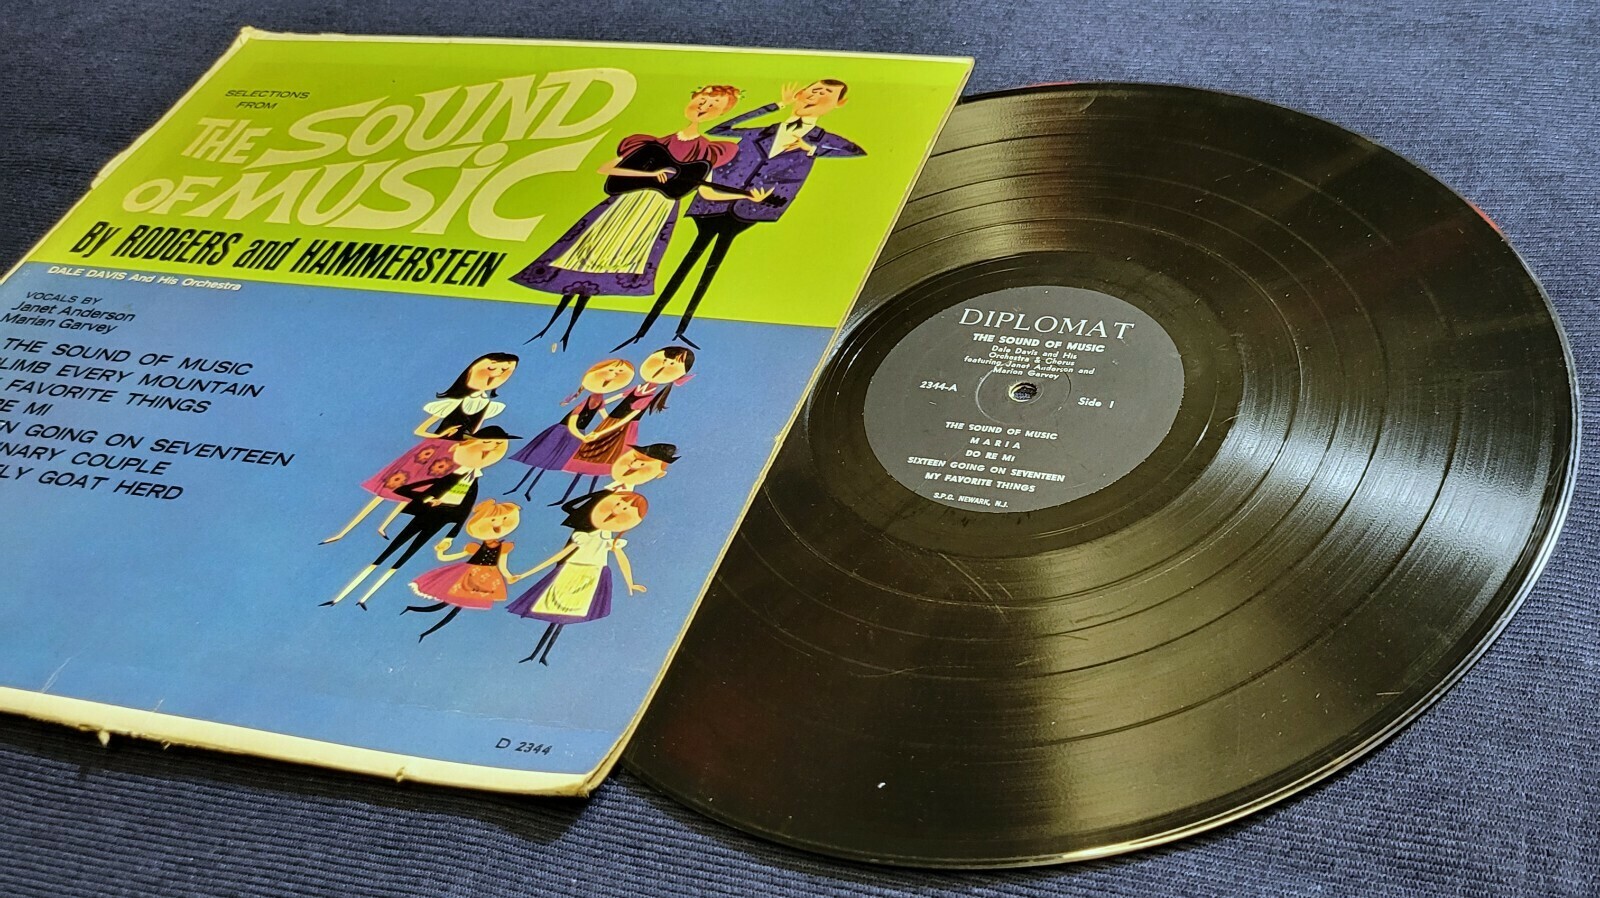 SELECTIONS
FROM
THE SOUND
OF MUSiC
By RODGERS and HAMMERSTEIN
DALE DAVIS And His Orchestra
VOCALS BY
Janet Anderson
Marian Garvey
THE SOUND OF MUSIC
LIMB EVERY MOUNTAIN
FAVORITE THINGS
RE MI
EN GOING ON SEVENTEEN
NARY COUPLE
LY GOAT HERD
D 2344
DIPLOMAT
THE SOUND OF MUSIC
Dale Davis and His
Orchestra & Chorus
featuring Janet Anderson and
Marion Garvey
2344-A
Side 1
THE SOUND OF MUSIC
MARIA
DO RE MI
SIXTEEN GOING ON SEVENTEEN
MY FAVORITE THINGS
S.P.C. NEWARK, N.J.